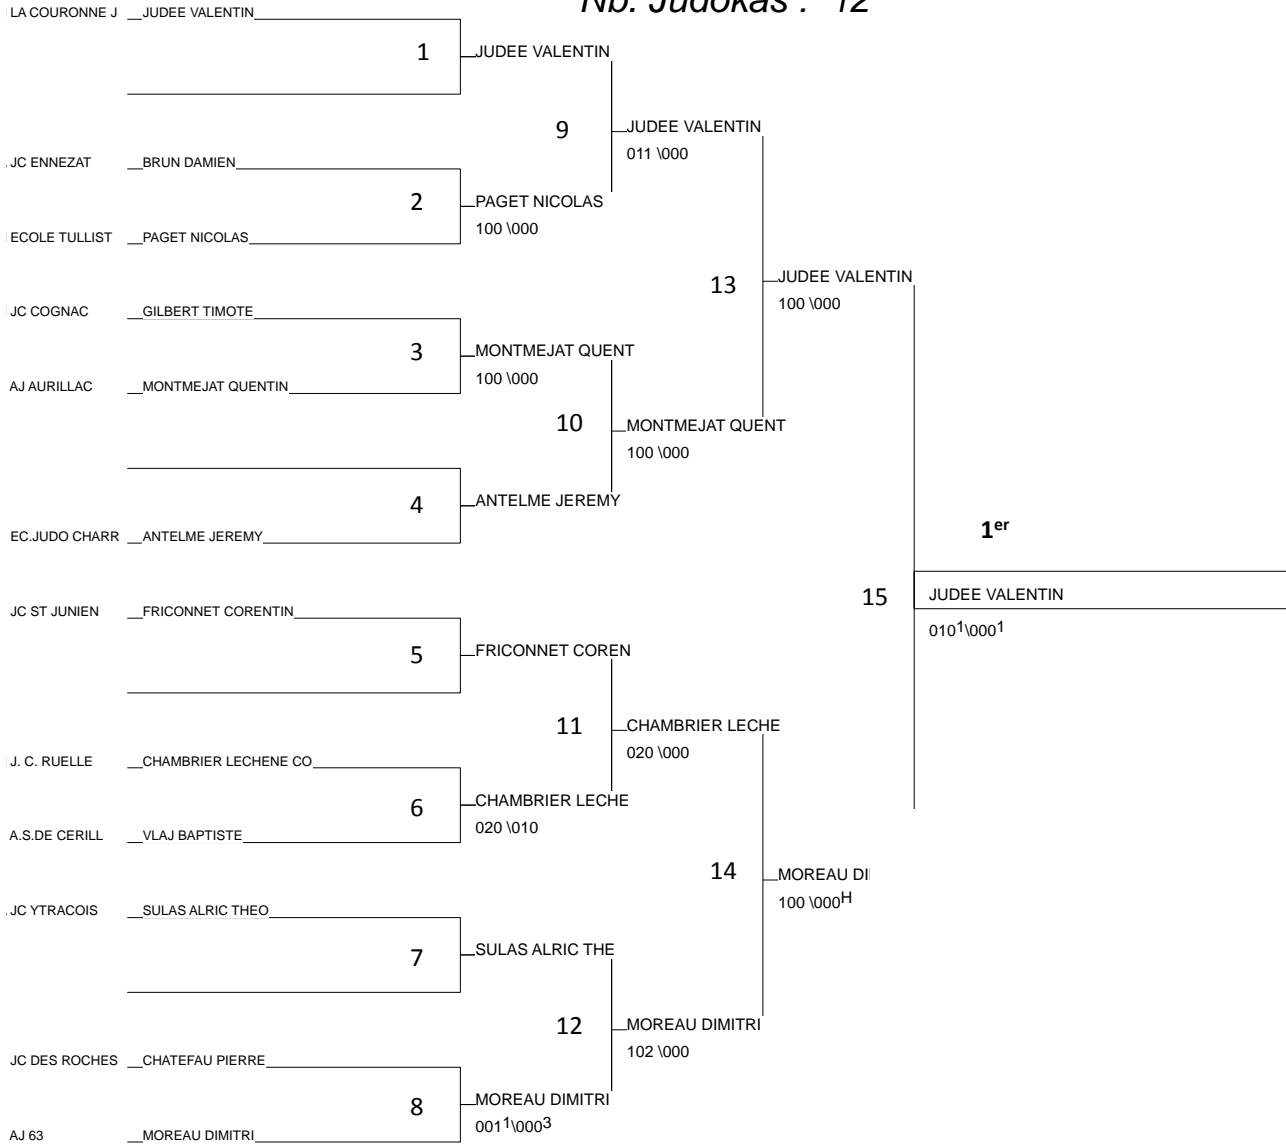 Nb. Judokas : 12
LA COURONNE J JUDEE VALENTIN
1 JUDEE VALENTIN
9 JUDEE VALENTIN
011 \000
JC ENNEZAT BRUN DAMIEN
2 PAGET NICOLAS
100 \000
ECOLE TULLIST PAGET NICOLAS
13 JUDEE VALENTIN
100 \000
JC COGNAC GILBERT TIMOTE
3 MONTMEJAT QUENT
100 \000
AJ AURILLAC MONTMEJAT QUENTIN
10 MONTMEJAT QUENT
100 \000
4 ANTELME JEREMY
EC.JUDO CHARR ANTELME JEREMY
1er
15 JUDEE VALENTIN
010¹\000¹
JC ST JUNIEN FRICONNET CORENTIN
5 FRICONNET COREN
11 CHAMBRIER LECHE
020 \000
J. C. RUELLE CHAMBRIER LECHENE CO
6 CHAMBRIER LECHE
020 \010
A.S.DE CERILL VLAJ BAPTISTE
14 MOREAU DI
100 \000H
JC YTRACOIS SULAS ALRIC THEO
7 SULAS ALRIC THE
12 MOREAU DIMITRI
102 \000
JC DES ROCHES CHATEFAU PIERRE
8 MOREAU DIMITRI
001¹\000³
AJ 63 MOREAU DIMITRI